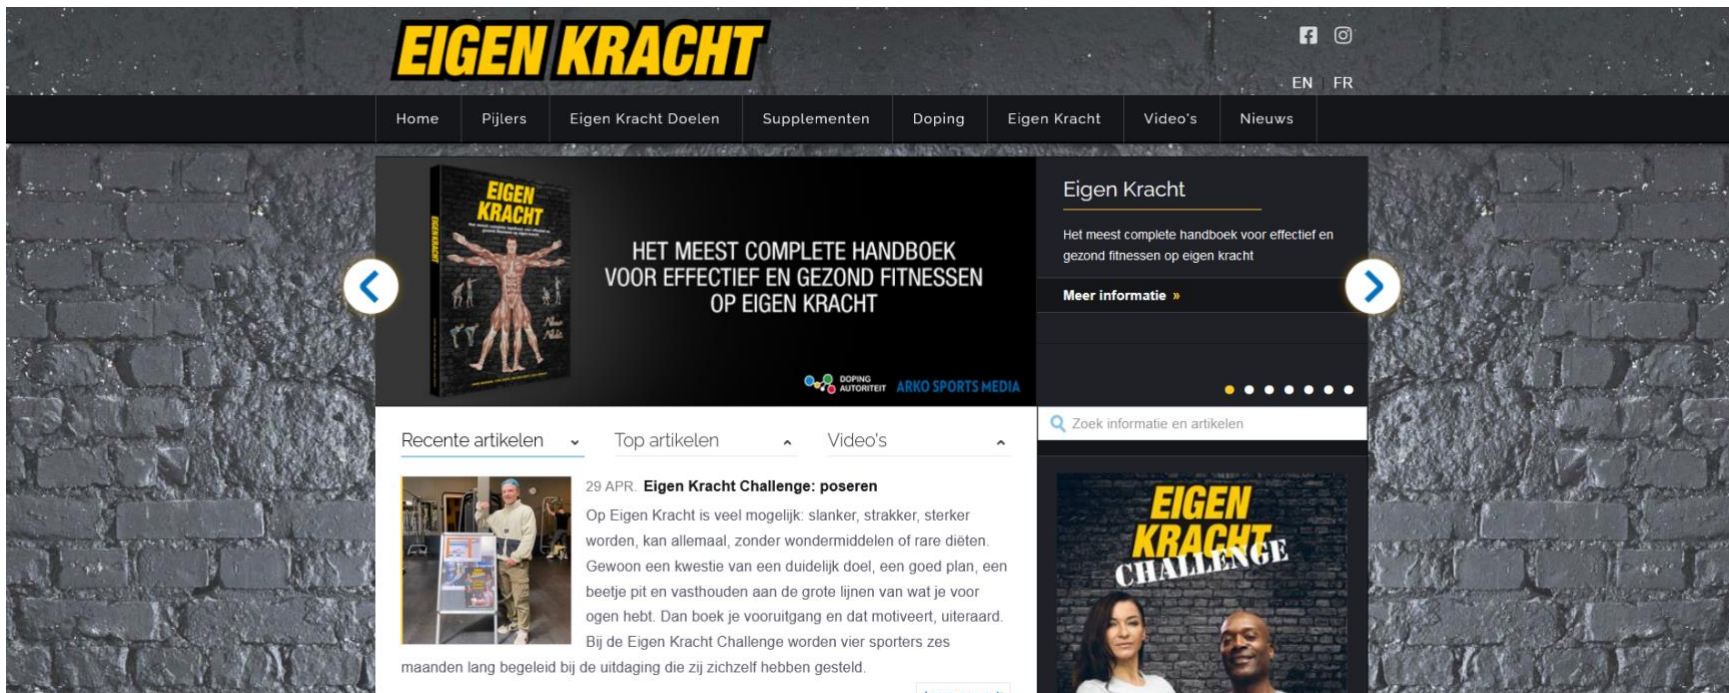 EIGEN KRACHT
EN | FR
Home
Pijlers
Eigen Kracht Doelen
Supplementen
Doping
Eigen Kracht
Video's
Nieuws
EIGEN
KRACHT
EIGEN KRACHT
HET MEEST COMPLETE HANDBOEK
VOOR EFFECTIEF EN GEZOND FITNESSEN
OP EIGEN KRACHT
DOPING
AUTORITEIT
ARKO SPORTS MEDIA
Eigen Kracht
Het meest complete handboek voor effectief en
gezond fitnessen op eigen kracht
Meer informatie »
Zoek informatie en artikelen
Recente artikelen
Top artikelen
Video's
29 APR. Eigen Kracht Challenge: poseren
Op Eigen Kracht is veel mogelijk: slanker, strakker, sterker
worden, kan allemaal, zonder wondermiddelen of rare diëten.
Gewoon een kwestie van een duidelijk doel, een goed plan, een
beetje pit en vasthouden aan de grote lijnen van wat je voor
ogen hebt. Dan boek je vooruitgang en dat motiveert, uiteraard.
Bij de Eigen Kracht Challenge worden vier sporters zes
maanden lang begeleid bij de uitdaging die zij zichzelf hebben gesteld.
EIGEN
KRACHT
CHALLENGE